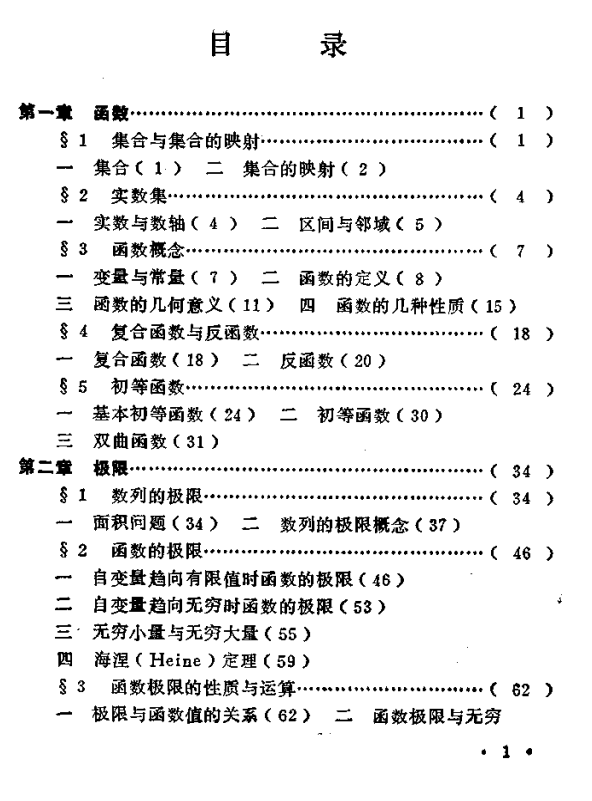 目 录
第一章 函数……………………………………………( 1 )
§1 集合与集合的映射……………………………( 1 )
一 集合( 1 ) 二 集合的映射( 2 )
§2 实数集…………………………………………( 4 )
一 实数与数轴( 4 ) 二 区间与邻域( 5 )
§3 函数概念………………………………………( 7 )
一 变量与常量( 7 ) 二 函数的定义( 8 )
三 函数的几何意义(11) 四 函数的几种性质(15)
§4 复合函数与反函数……………………………( 18 )
一 复合函数(18) 二 反函数(20)
§5 初等函数………………………………………( 24 )
一 基本初等函数(24) 二 初等函数(30)
三 双曲函数(31)
第二章 极限……………………………………………( 34 )
§1 数列的极限……………………………………( 34 )
一 面积问题(34) 二 数列的极限概念(37)
§2 函数的极限……………………………………( 46 )
一 自变量趋向有限值时函数的极限(46)
二 自变量趋向无穷时函数的极限(53)
三 无穷小量与无穷大量(55)
四 海涅(Heine)定理(59)
§3 函数极限的性质与运算………………………( 62 )
一 极限与函数值的关系(62) 二 函数极限与无穷
· 1 ·